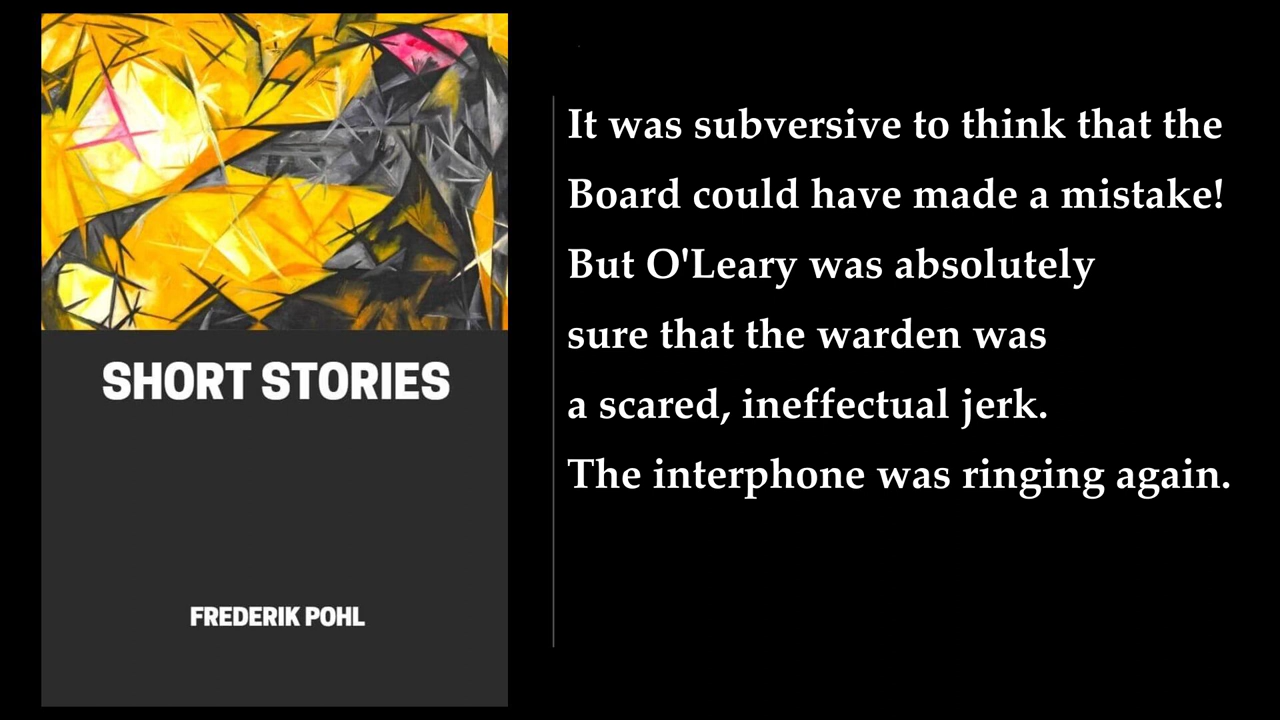 SHORT STORIES
FREDERIK POHL
It was subversive to think that the
Board could have made a mistake!
But O'Leary was absolutely
sure that the warden was
a scared, ineffectual jerk.
The interphone was ringing again.